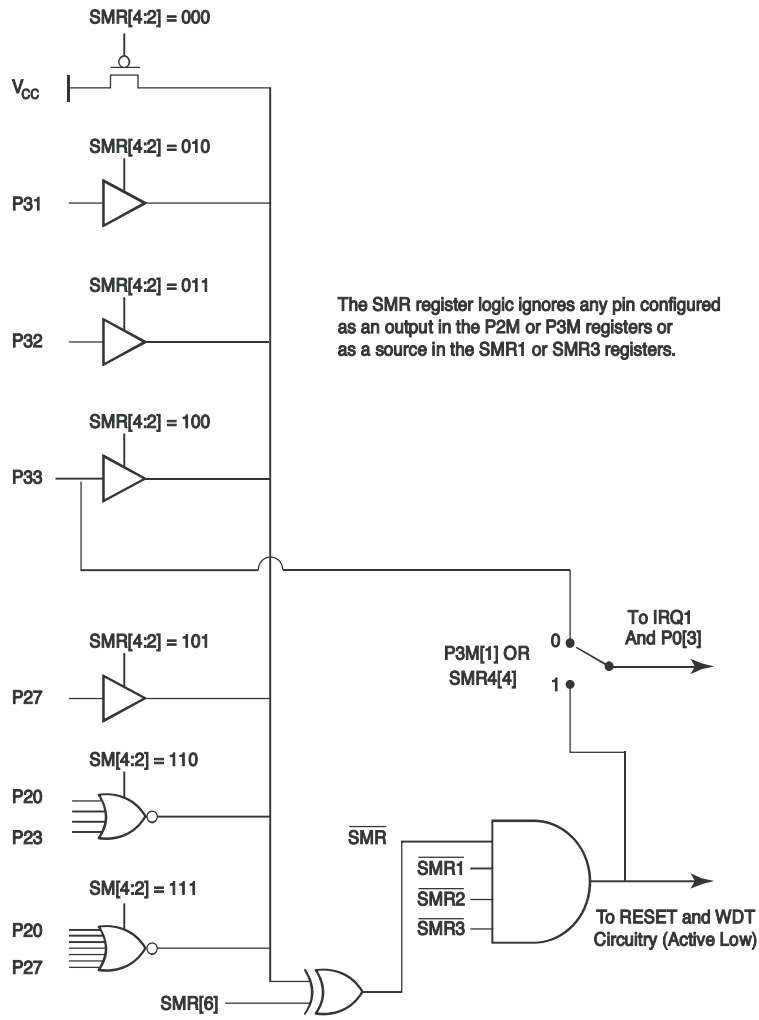 SMR[4:2] = 000
VCC
SMR[4:2] = 010
P31
SMR[4:2] = 011
P32
The SMR register logic ignores any pin configured
as an output in the P2M or P3M registers or
as a source in the SMR1 or SMR3 registers.
SMR[4:2] = 100
P33
To IRQ1
And P0[3]
0
P3M[1] OR
SMR4[4]
1
SMR[4:2] = 101
P27
SM[4:2] = 110
P20
P23
SMR
SMR1
SMR2
SMR3
SM[4:2] = 111
P20
P27
To RESET and WDT
Circuitry (Active Low)
SMR[6]